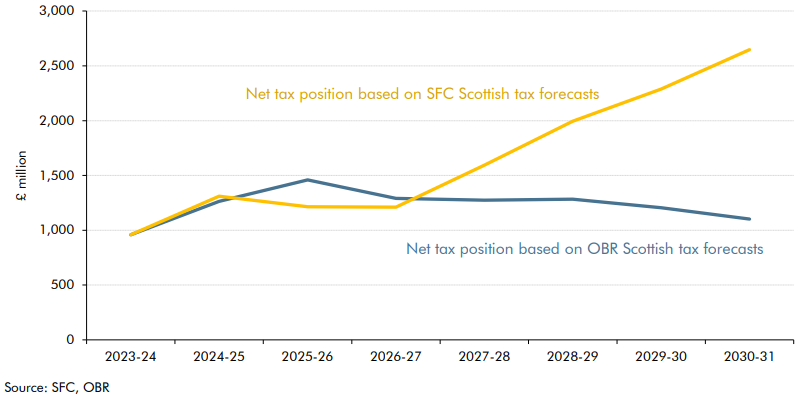 3,000
2,500
2,000
1,500
1,000
500
0
£ million
Net tax position based on SFC Scottish tax forecasts
Net tax position based on OBR Scottish tax forecasts
2023-24 2024-25 2025-26 2026-27 2027-28 2028-29 2029-30 2030-31
Source: SFC, OBR